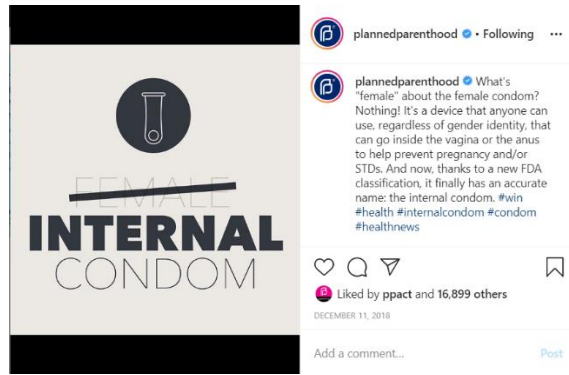 plannedparenthood • Following ...
plannedparenthood What's
"female" about the female condom?
Nothing! It's a device that anyone can
use, regardless of gender identity, that
can go inside the vagina or the anus
to help prevent pregnancy and/or
STDs. And now, thanks to a new FDA
classification, it finally has an accurate
name: the internal condom. #win
#health #internalcondom #condom
#healthnews
FEMALE
INTERNAL
CONDOM
Liked by ppact and 16,899 others
DECEMBER 11, 2018
Add a comment...
Post